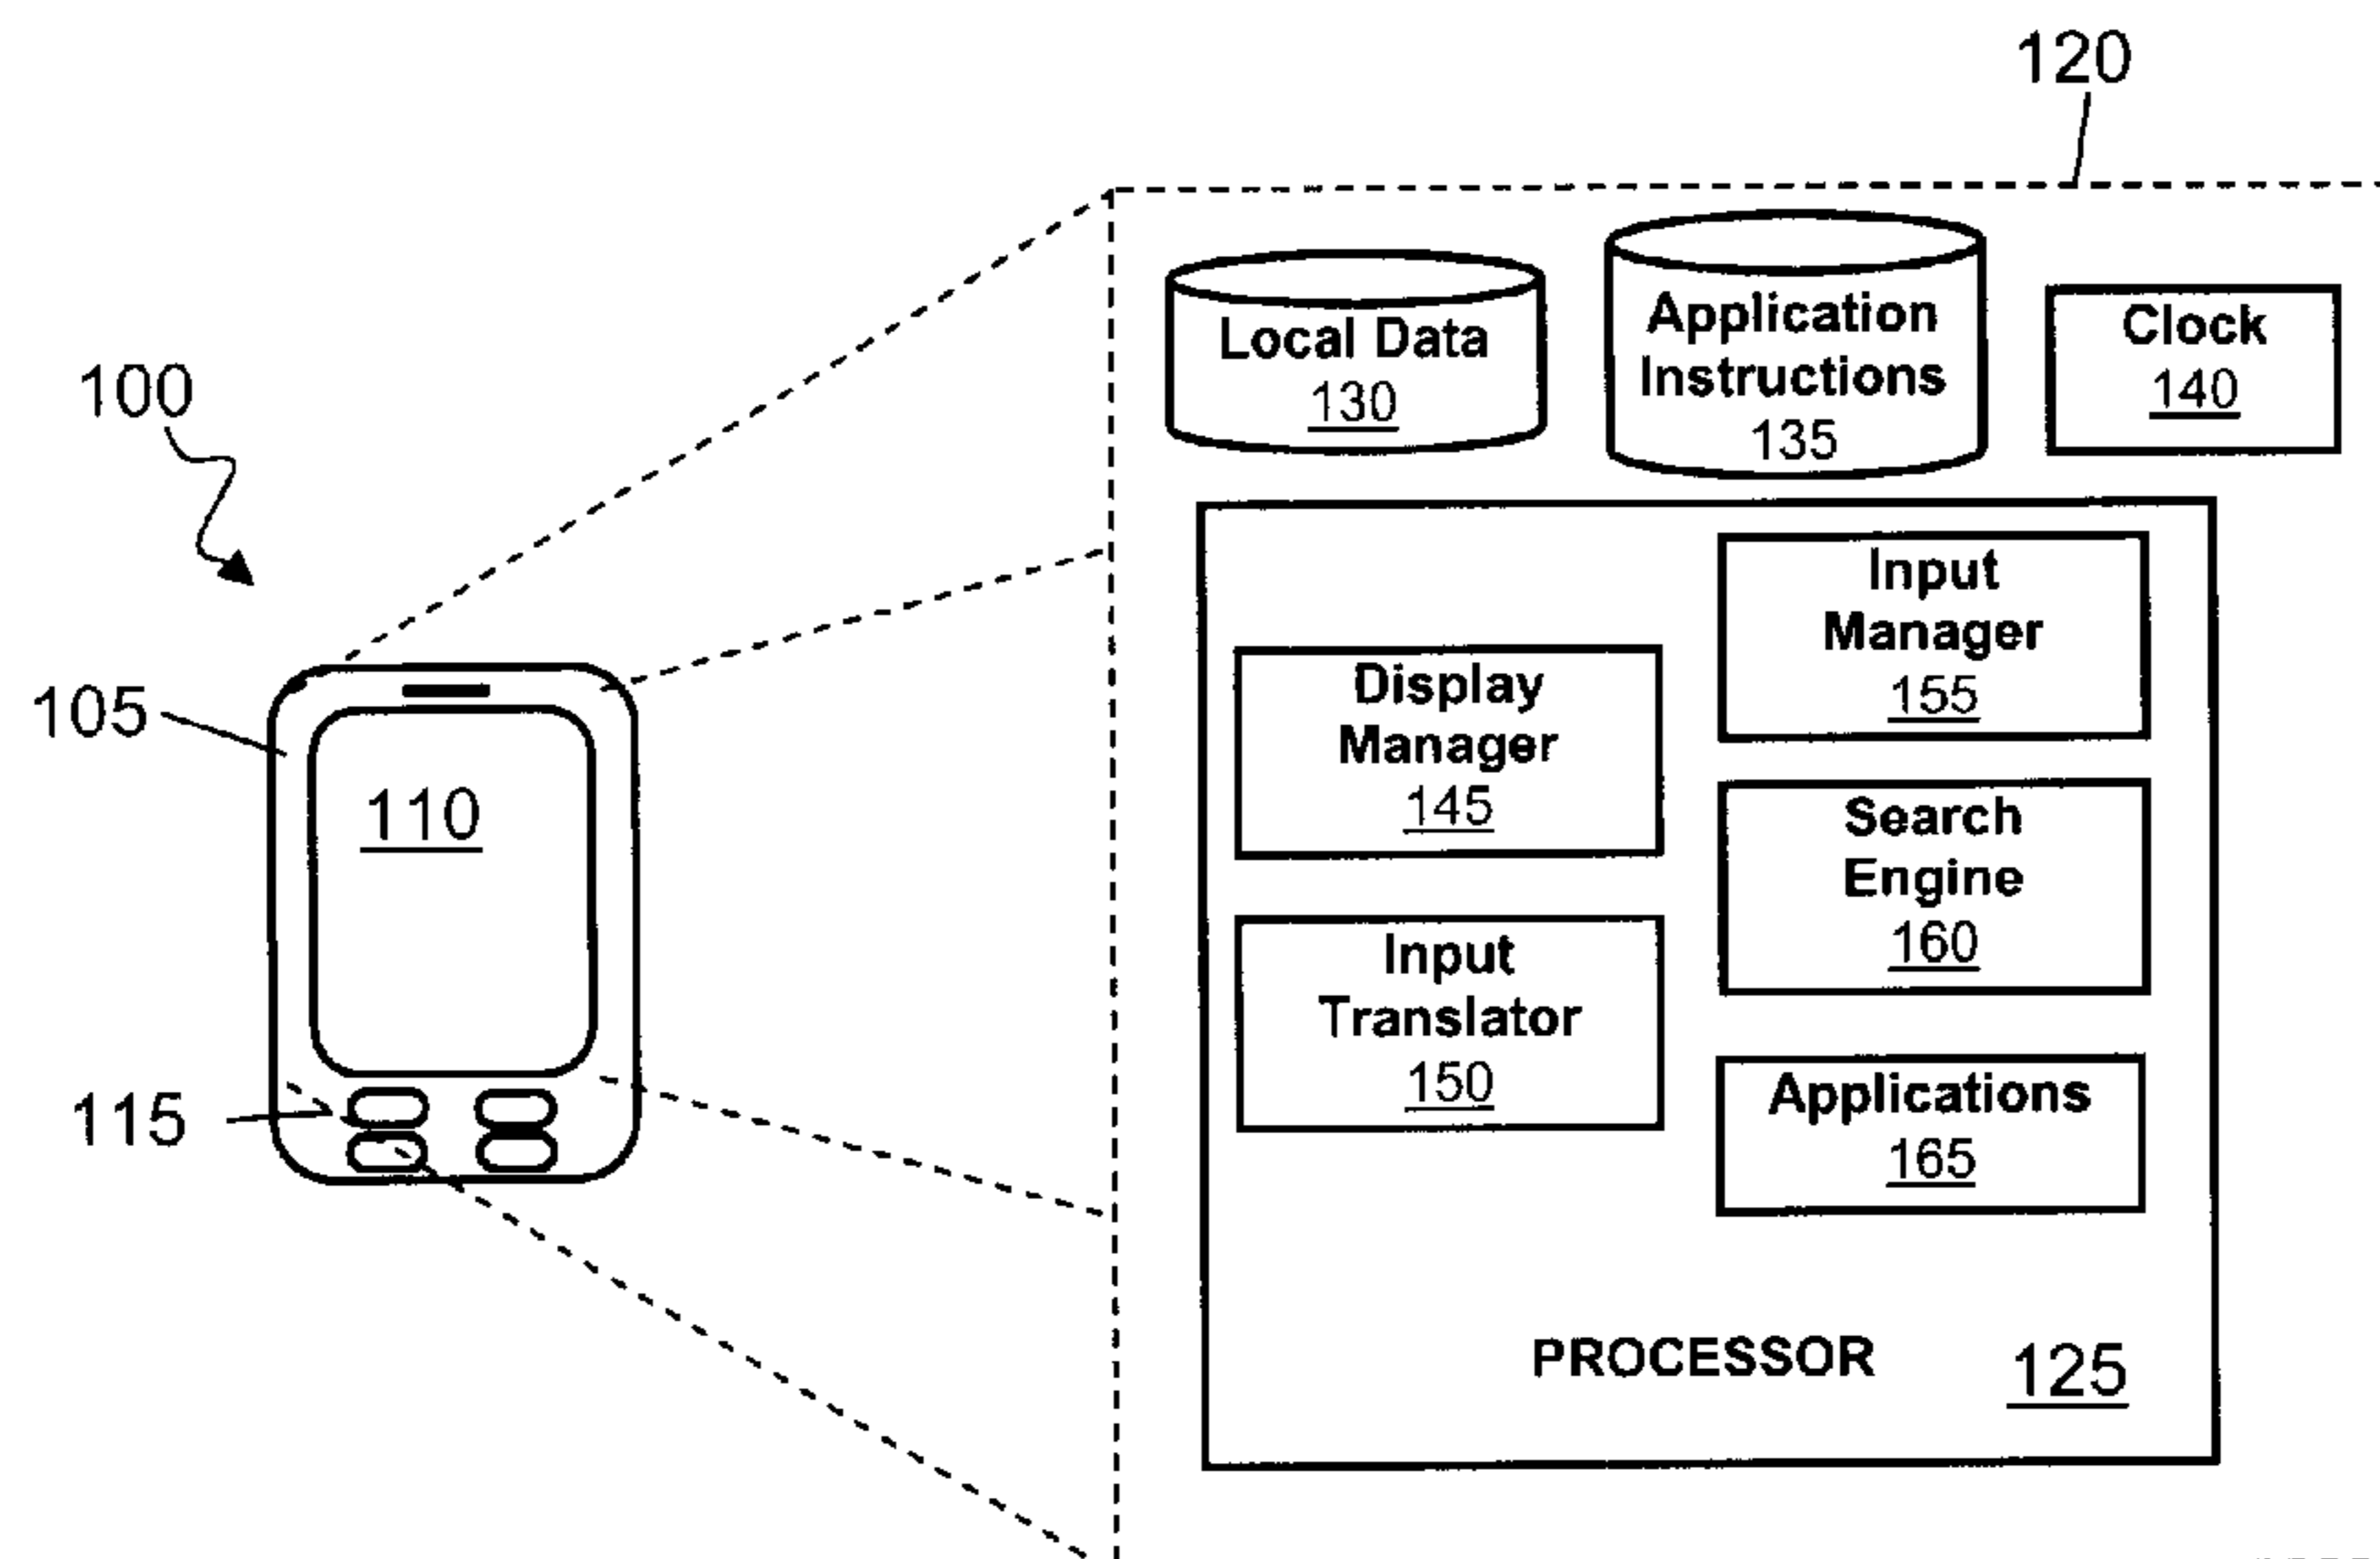 120
Local Data
130
Application
Instructions
135
Clock
140
100
105
110
115
Input
Manager
155
Display
Manager
145
Search
Engine
160
Input
Translator
150
Applications
165
PROCESSOR
125